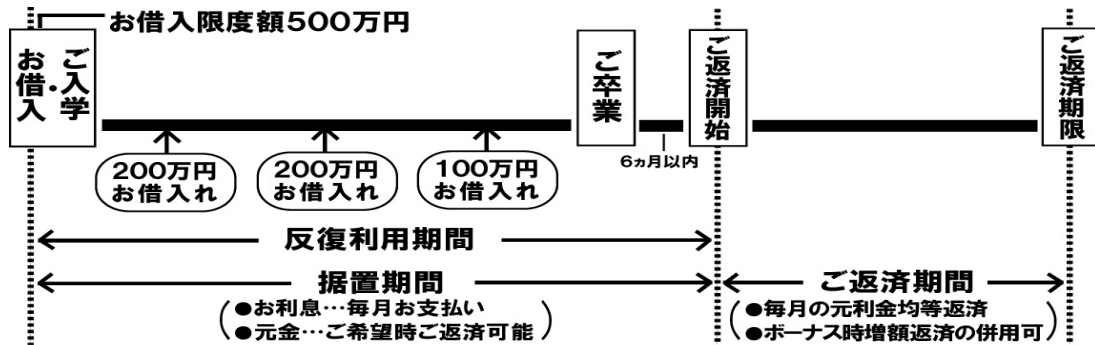 お借入限度額500万円
ご入学・
お借入
200万円
お借入れ
200万円
お借入れ
100万円
お借入れ
ご卒業
6ヵ月以内
ご返済開始
ご返済期限
反復利用期間
据置期間
●お利息…毎月お支払い
●元金…ご希望時ご返済可能
ご返済期間
●毎月の元利金均等返済
●ボーナス時増額返済の併用可